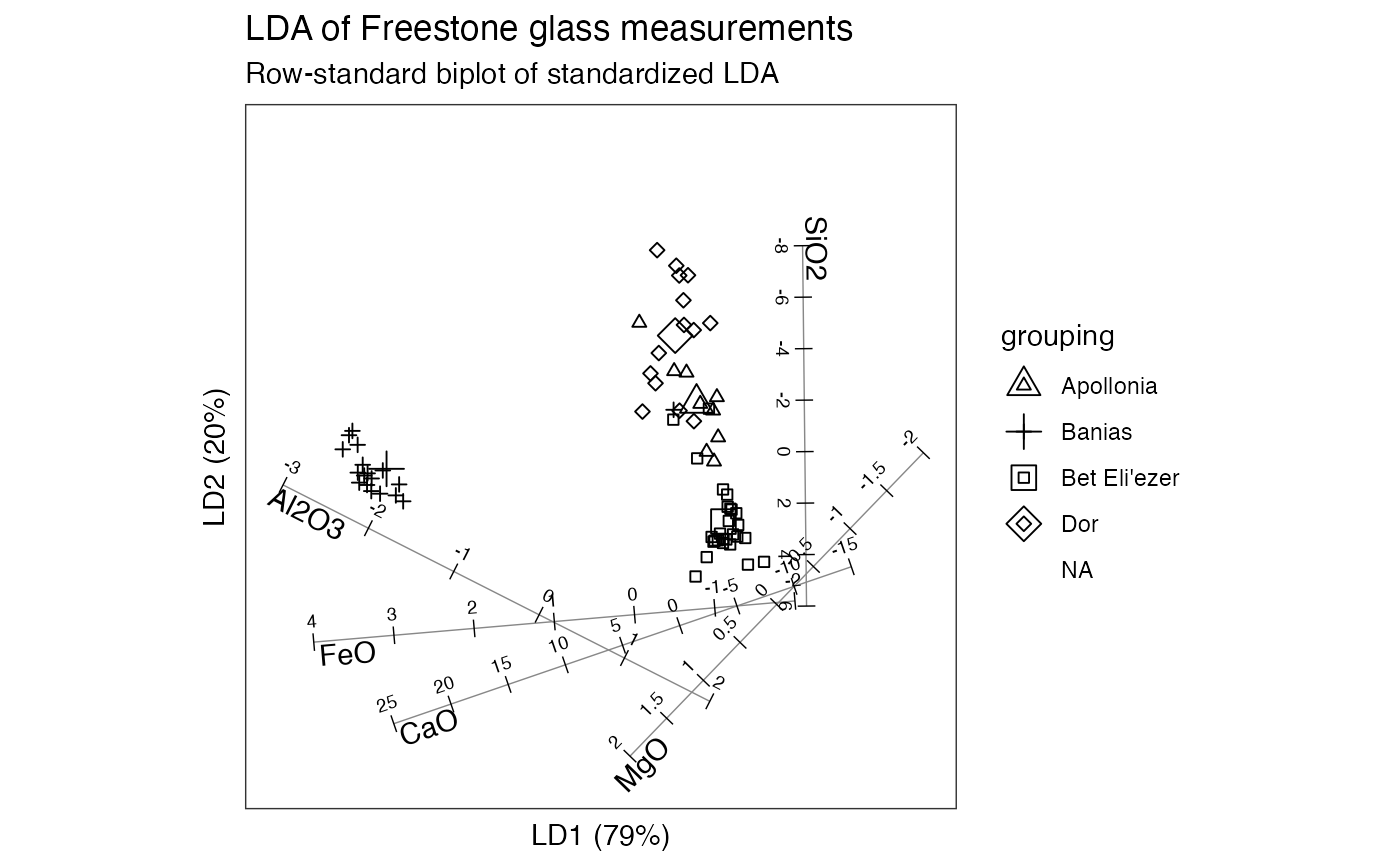 LDA of Freestone glass measurements
Row-standard biplot of standardized LDA
LD2 (20%)
SiO2
-8
-6
-4
-2
0
2
4
6
Al2O3
-3
-2
-1
0
1
2
FeO
4
3
2
1
0
-1
-2
CaO
25
20
15
10
5
0
-5
-10
-15
MgO
2
1.5
1
0.5
0
-0.5
-1
-1.5
-2
LD1 (79%)
grouping
Apollonia
Banias
Bet Eli'ezer
Dor
NA